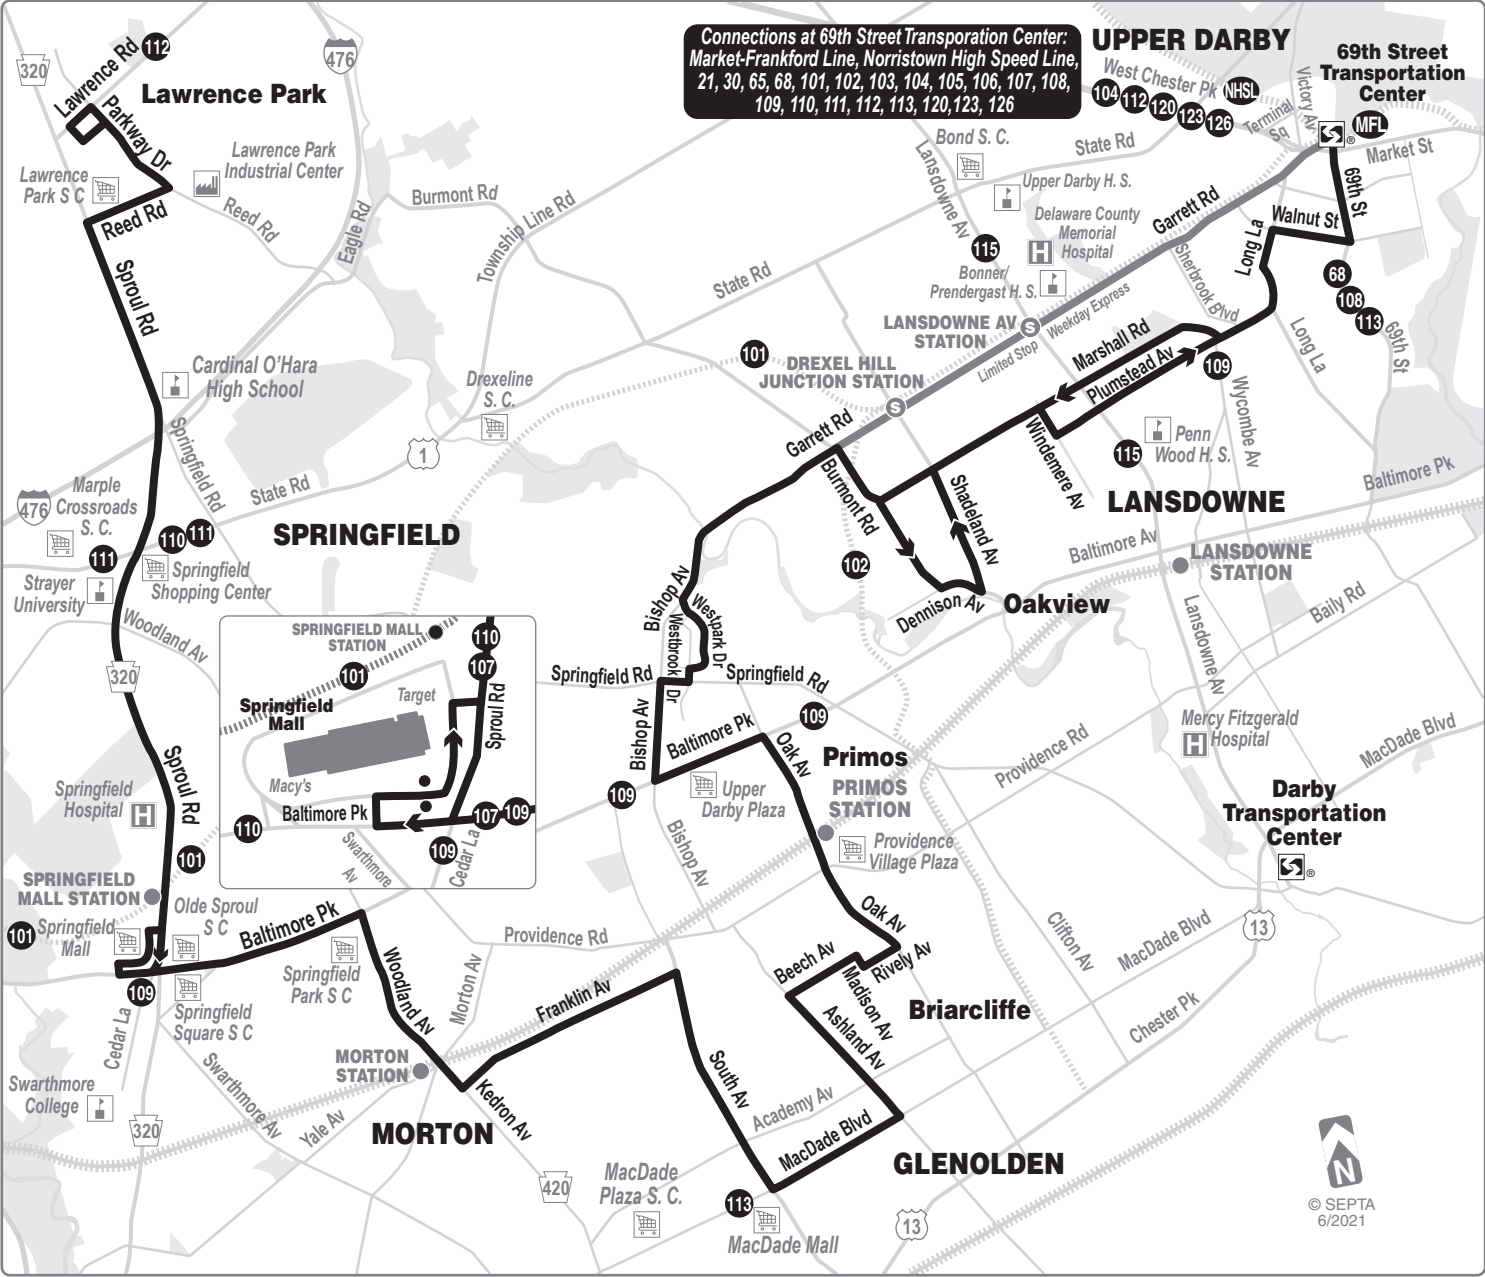 Connections at 69th Street Transporation Center:
Market-Frankford Line, Norristown High Speed Line,
21, 30, 65, 68, 101, 102, 103, 104, 105, 106, 107, 108,
109, 110, 111, 112, 113, 120,123, 126
UPPER DARBY
69th Street
Transportation
Center
MFL
®
West Chester Pk
NHSL
104
112
120
123
126
Victory Av
Terminal
Sq
Market St
69th St
Walnut St
Long La
68
108
113
69th St
Long La
320
Lawrence Rd
112
476
Lawrence Park
Parkway Dr
Lawrence
Park S C
Lawrence Park
Industrial Center
Reed Rd
Reed Rd
Burmont Rd
Eagle Rd
Township Line Rd
State Rd
Bond S. C.
State Rd
Lansdowne Av
Upper Darby H. S.
Delaware County
Memorial
Hospital
115
Bonner/
Prendergast H. S.
Garrett Rd
Sherbrook Blvd
LANSDOWNE AV
STATION
S
Weekday Express
Limited Stop
Marshall Rd
Plumstead Av
109
Wycombe Av
Sproul Rd
Cardinal O'Hara
High School
Drexeline
S. C.
101
DREXEL HILL
JUNCTION STATION
S
Garrett Rd
Burmont Rd
Windemere Av
115
Penn
Wood H. S.
Baltimore Pk
LANSDOWNE
Shadeland Av
1
Springfield Rd
State Rd
476
Marple
Crossroads
S. C.
SPRINGFIELD
110
111
111
Strayer
University
Springfield
Shopping Center
102
Baltimore Av
LANSDOWNE
STATION
Dennison Av
Oakview
Lansdowne Av
Baily Rd
Bishop Av
Westbrook Dr
Westpark Dr
Woodland Av
320
Springfield Rd
Springfield Rd
109
SPRINGFIELD MALL
STATION
101
110
107
Springfield
Mall
Target
Sproul Rd
Macy's
Baltimore Pk
110
107
109
109
Swarthmore
Av
Cedar La
Bishop Av
Baltimore Pk
Oak Av
109
Upper
Darby Plaza
Primos
PRIMOS
STATION
Providence
Village Plaza
Providence Rd
Mercy Fitzgerald
Hospital
MacDade Blvd
Darby
Transportation
Center
®
Sproul Rd
Springfield
Hospital
101
SPRINGFIELD
MALL STATION
101
Springfield
Mall
Olde Sproul
S C
Baltimore Pk
109
Springfield
Square S C
Springfield
Park S C
Cedar La
Woodland Av
Morton Av
Providence Rd
Bishop Av
Franklin Av
Oak Av
Rively Av
Beech Av
Madison Av
Ashland Av
Briarcliffe
Clifton Av
MacDade Blvd
13
Chester Pk
MORTON
STATION
Swarthmore
College
Swarthmore Av
Yale Av
320
MORTON
Kedron Av
South Av
Academy Av
MacDade Blvd
GLENOLDEN
420
MacDade
Plaza S. C.
113
MacDade Mall
13
N
© SEPTA
6/2021